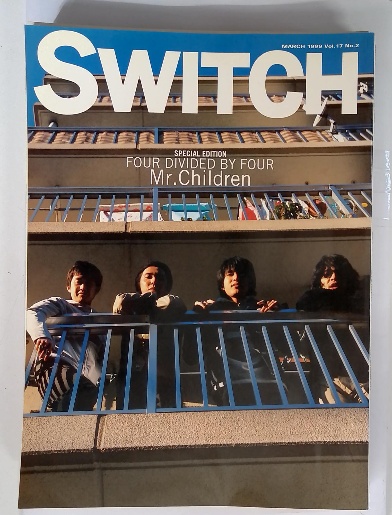 MARCH 1999 Vol.17 No.2
SWITCH
SPECIAL EDITION
FOUR DIVIDED BY FOUR
Mr.Children